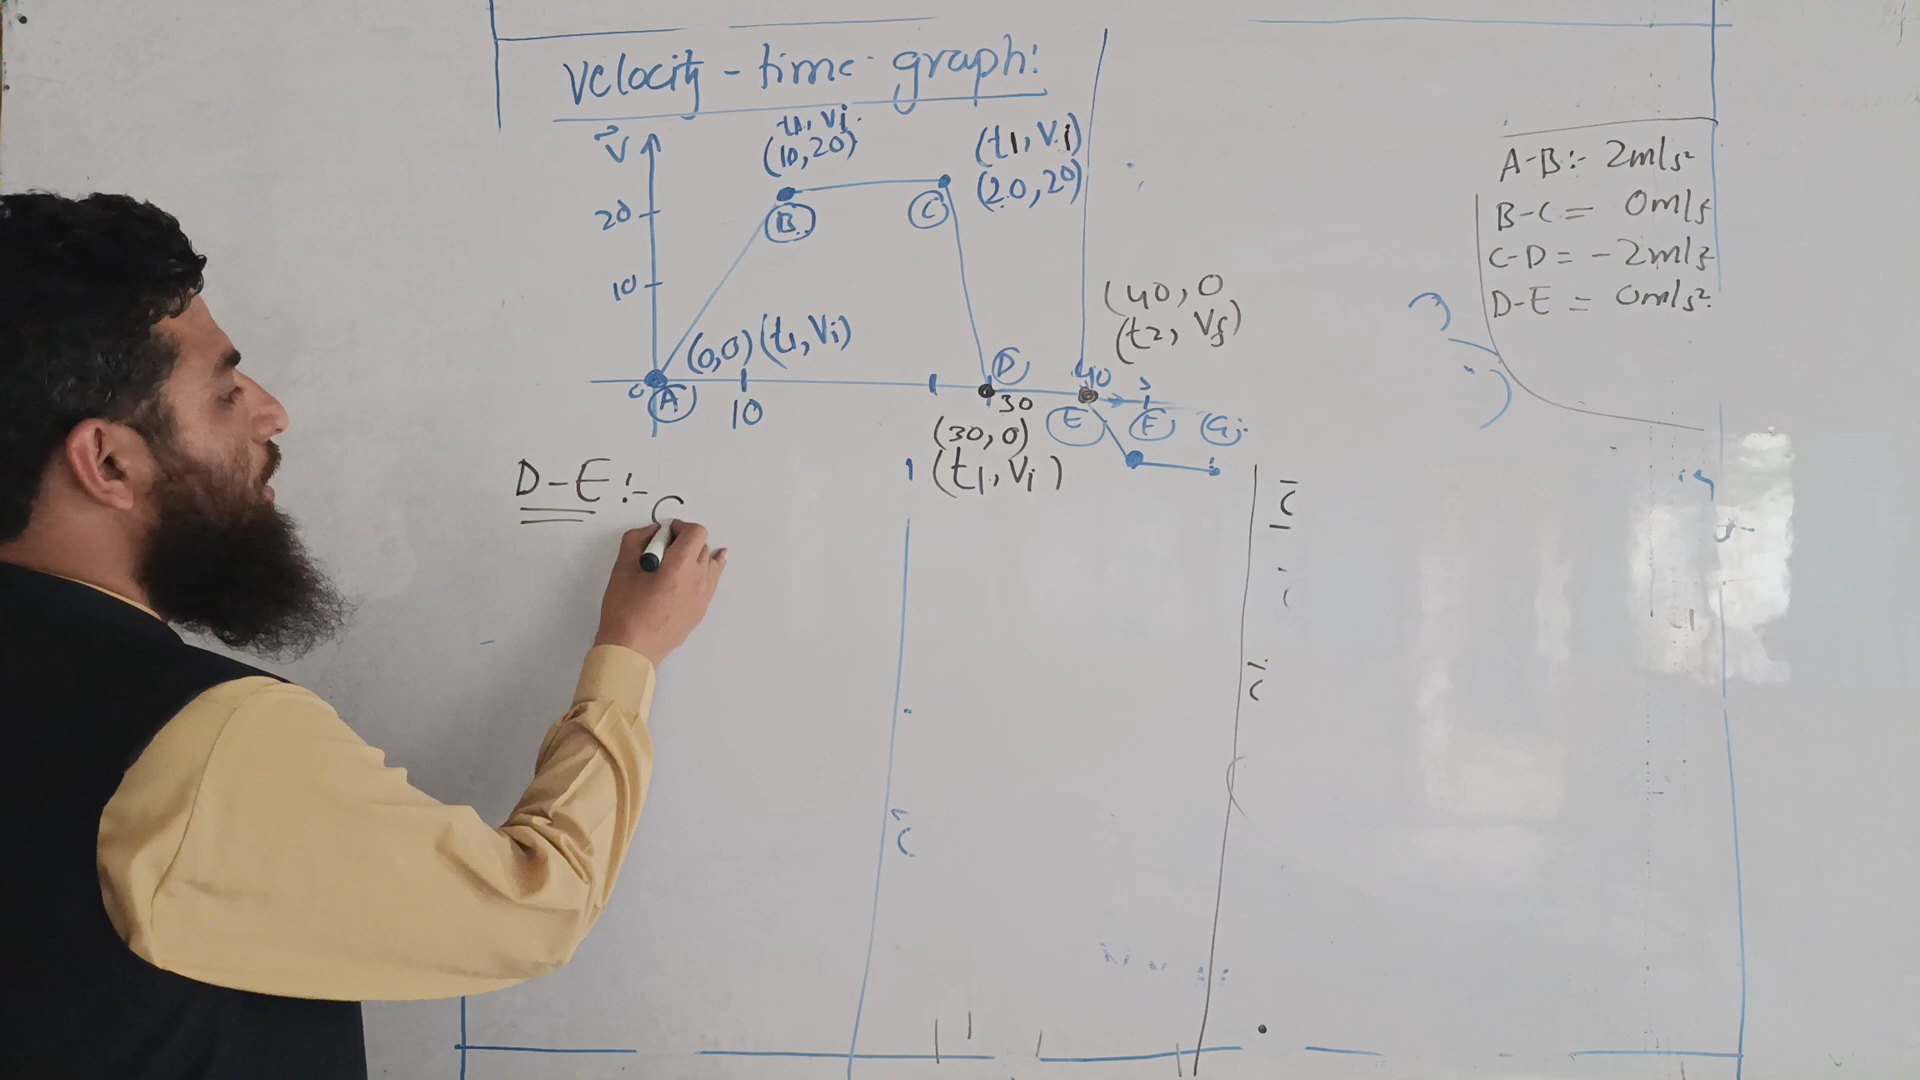 Velocity - time graph:
V
t1, Vi
(10,20)
(t1, Vi)
(20,20)
20
B
C
10
(0,0) (t1, Vi)
(40,0
(t2, Vf)
0
A
10
D
30
40
E
F
G
(30,0)
(t1, Vi)
D-E:-
A-B:- 2m/s²
B-C = 0m/s
C-D = -2m/s
D-E = 0m/s²